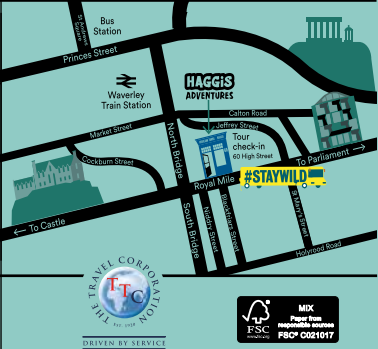 St Andrews
Square
Bus
Station
Princes Street
Waverley
Train Station
HAGGIS
ADVENTURES
Calton Road
Jeffrey Street
Market Street
North Bridge
Tour
check-in
60 High Street
To Parliament →
Cockburn Street
Royal Mile
#STAYWILD
← To Castle
South Bridge
Niddry Street
Blackfriars Street
St Mary's Street
Holyrood Road
THE TRAVEL CORPORATION
TTC
EST. 1920
DRIVEN BY SERVICE
FSC
www.fsc.org
MIX
Paper from
responsible sources
FSC® C021017